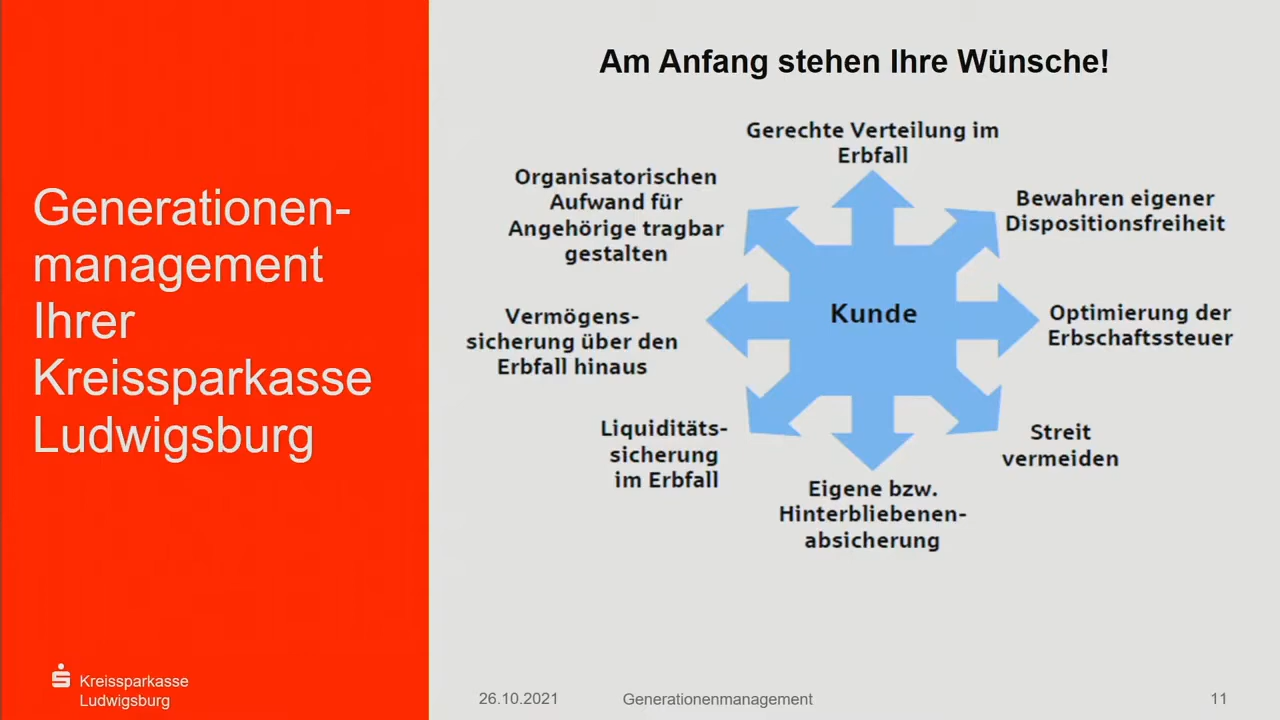 Generationen-
management
Ihrer
Kreissparkasse
Ludwigsburg
Kreissparkasse
Ludwigsburg
Am Anfang stehen Ihre Wünsche!
Gerechte Verteilung im
Erbfall
Bewahren eigener
Dispositionsfreiheit
Optimierung der
Erbschaftssteuer
Streit
vermeiden
Eigene bzw.
Hinterbliebenen-
absicherung
Liquiditäts-
sicherung
im Erbfall
Vermögens-
sicherung über den
Erbfall hinaus
Organisatorischen
Aufwand für
Angehörige tragbar
gestalten
Kunde
26.10.2021
Generationenmanagement
11